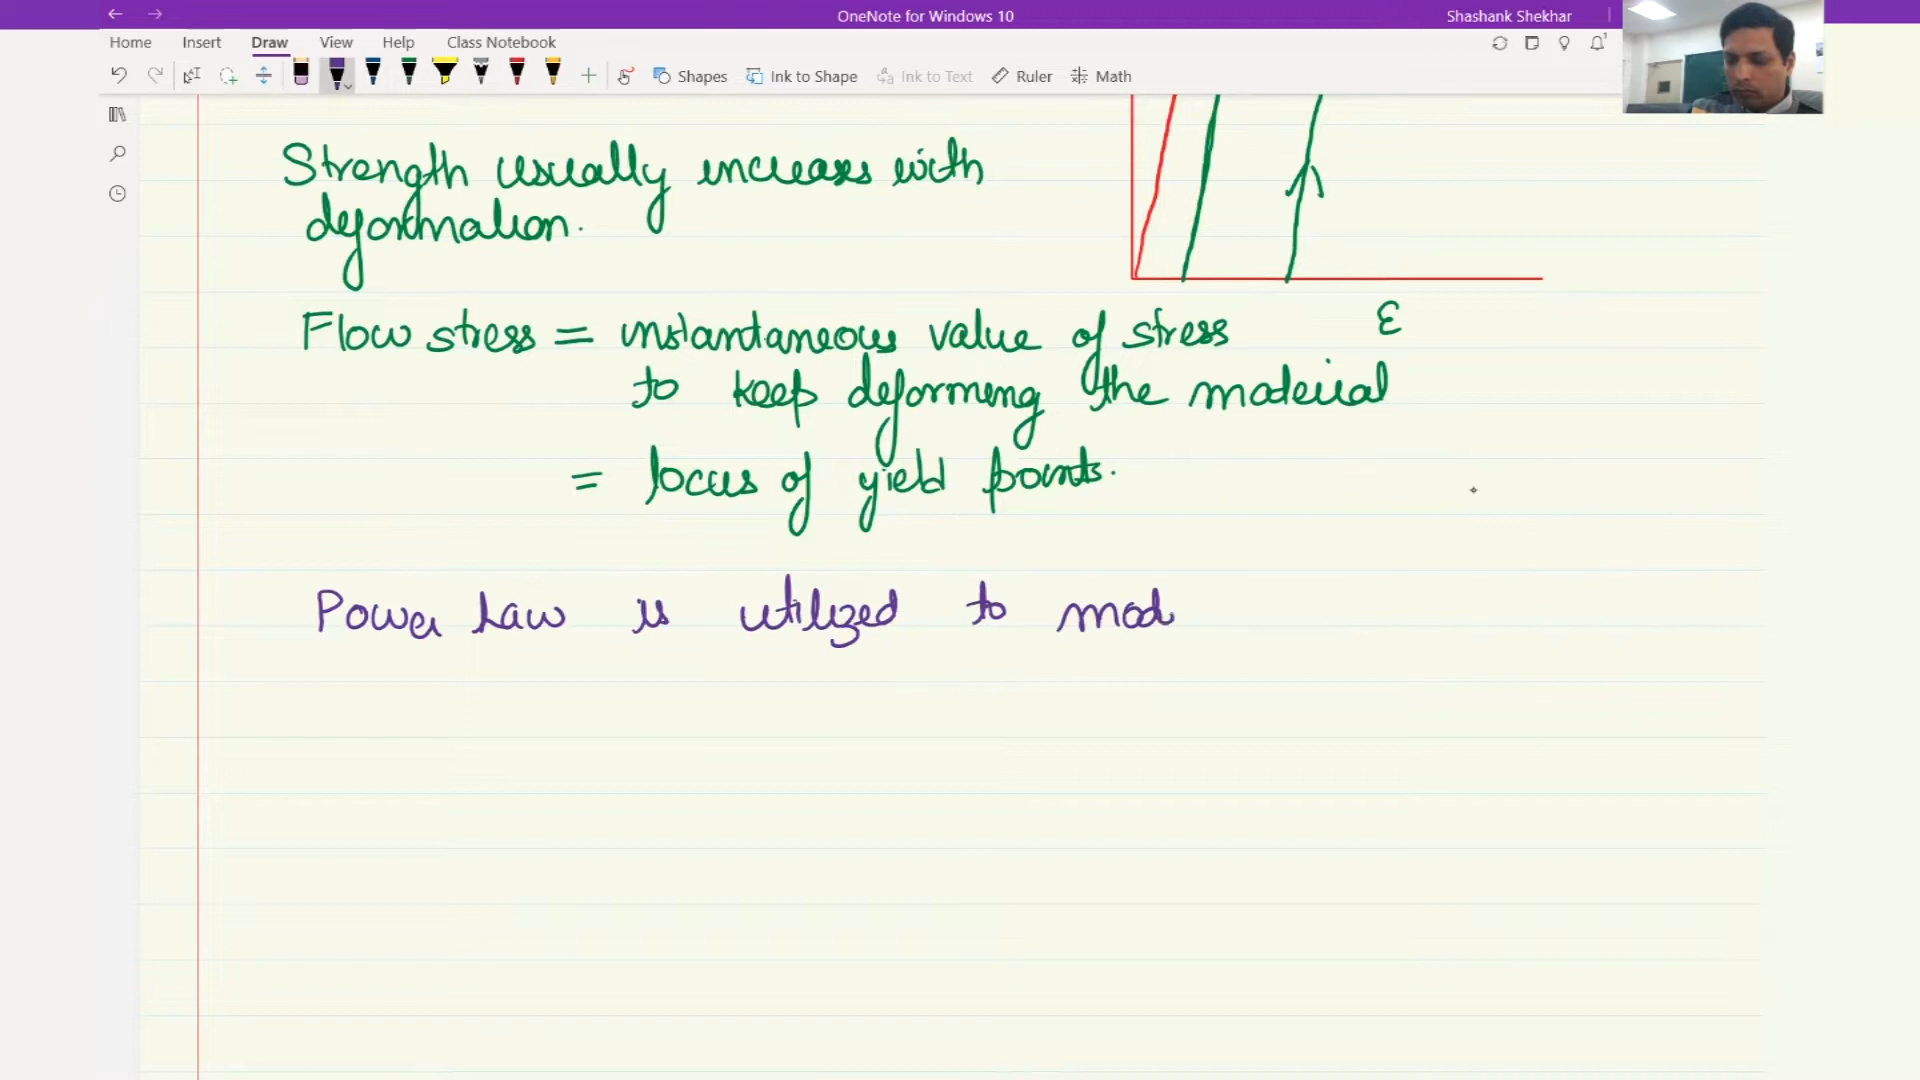 OneNote for Windows 10
Shashank Shekhar
Home Insert Draw View Help Class Notebook
Shapes Ink to Shape Ink to Text Ruler Math
Strength usually increases with
deformation.
Flow stress = instantaneous value of stress
ε
to keep deforming the material
= locus of yield points.
Power Law is utilized to mod